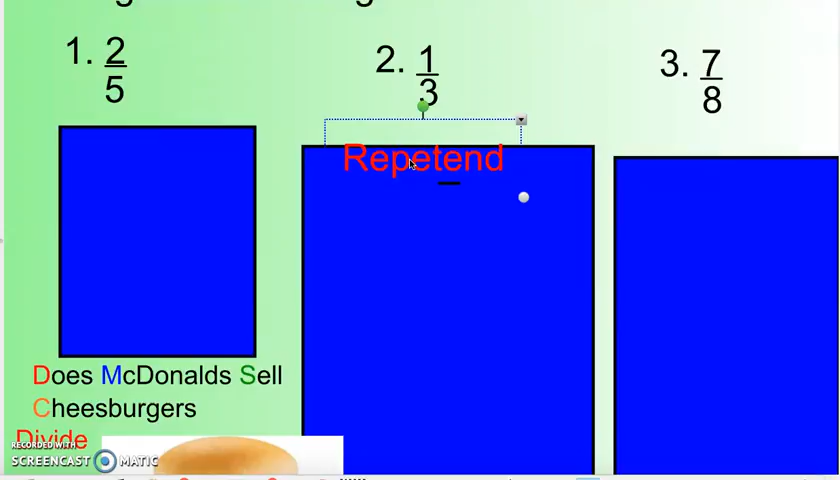 1. 2/5
2. 1/3
3. 7/8
Repetend
Does McDonalds Sell
Cheesburgers
Divide
RECORDED WITH
SCREENCAST MATIC